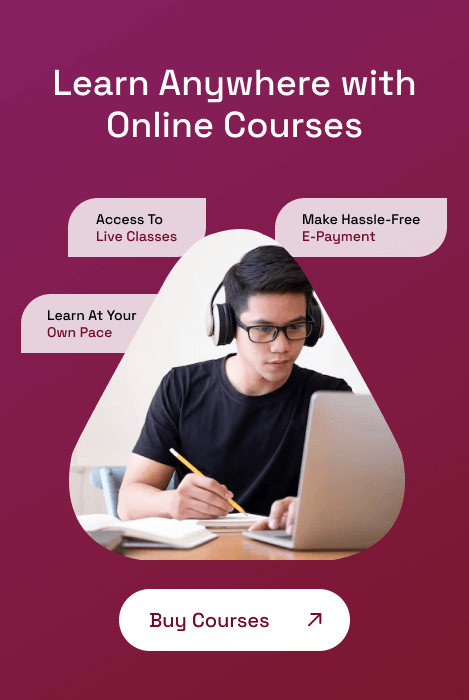 Learn Anywhere with
Online Courses
Access To
Live Classes
Make Hassle-Free
E-Payment
Learn At Your
Own Pace
Buy Courses